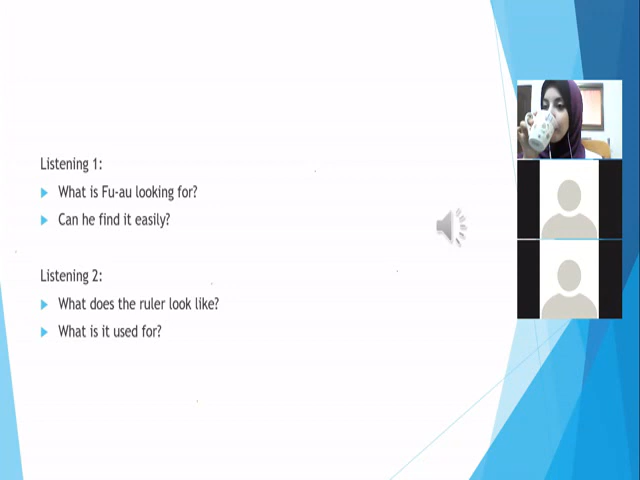 Listening 1:
What is Fu-au looking for?
Can he find it easily?
Listening 2:
What does the ruler look like?
What is it used for?